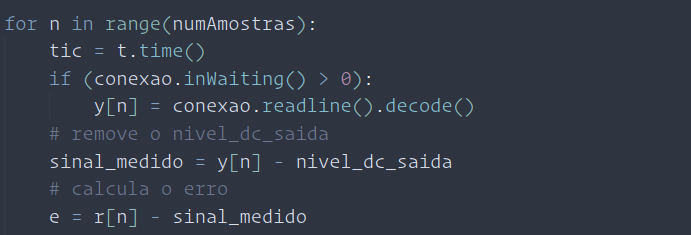 for n in range(numAmostras):
    tic = t.time()
    if (conexao.inWaiting() > 0):
        y[n] = conexao.readline().decode()
    # remove o nivel_dc_saida
    sinal_medido = y[n] - nivel_dc_saida
    # calcula o erro
    e = r[n] - sinal_medido